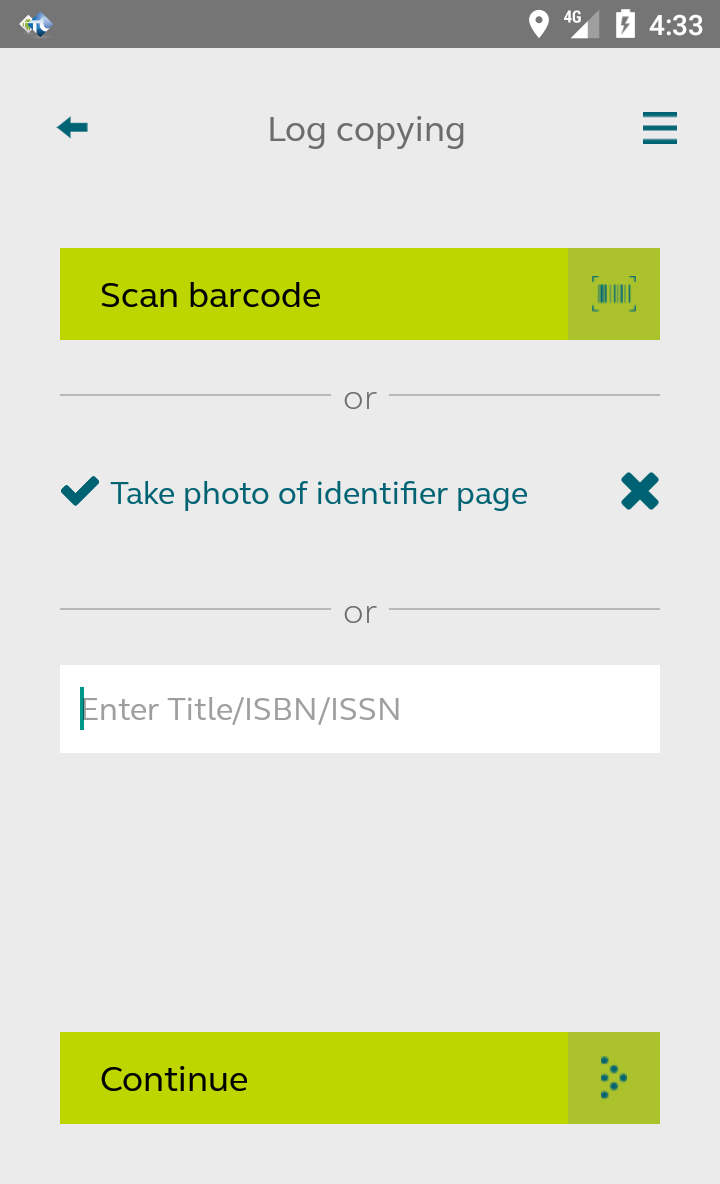 4G 4:33
Log copying
Scan barcode
or
Take photo of identifier page
or
Enter Title/ISBN/ISSN
Continue